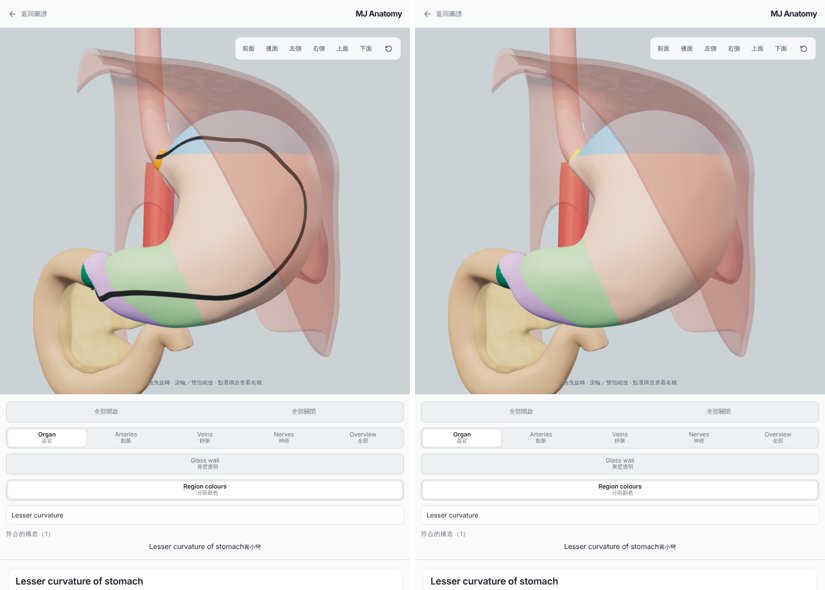 返回圖譜
MJ Anatomy
前面 後面 左側 右側 上面 下面
拖曳旋轉 · 滾輪／雙指縮放 · 點選構造查看名稱
全部開啟 全部關閉
Organ Arteries Veins Nerves Overview
器官 動脈 靜脈 神經 全部
Glass wall
胃壁透明
Region colours
分區顏色
Lesser curvature
符合的構造（1）
Lesser curvature of stomach胃小彎
Lesser curvature of stomach
返回圖譜
MJ Anatomy
前面 後面 左側 右側 上面 下面
拖曳旋轉 · 滾輪／雙指縮放 · 點選構造查看名稱
全部開啟 全部關閉
Organ Arteries Veins Nerves Overview
器官 動脈 靜脈 神經 全部
Glass wall
胃壁透明
Region colours
分區顏色
Lesser curvature
符合的構造（1）
Lesser curvature of stomach胃小彎
Lesser curvature of stomach